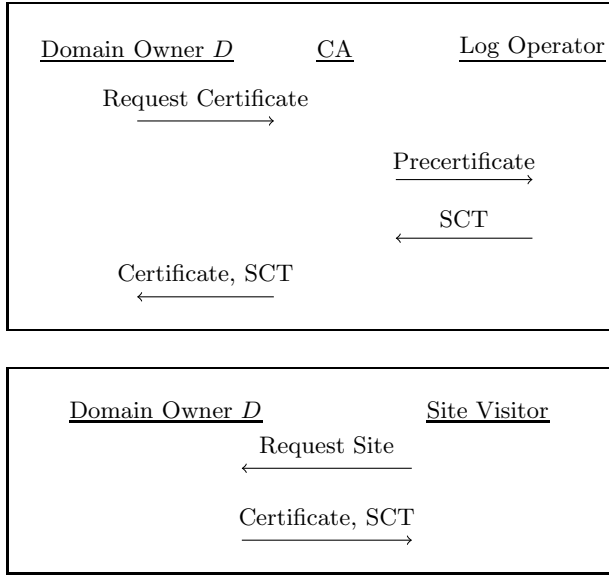 Domain Owner D CA Log Operator
Request Certificate
Precertificate
SCT
Certificate, SCT
Domain Owner D Site Visitor
Request Site
Certificate, SCT